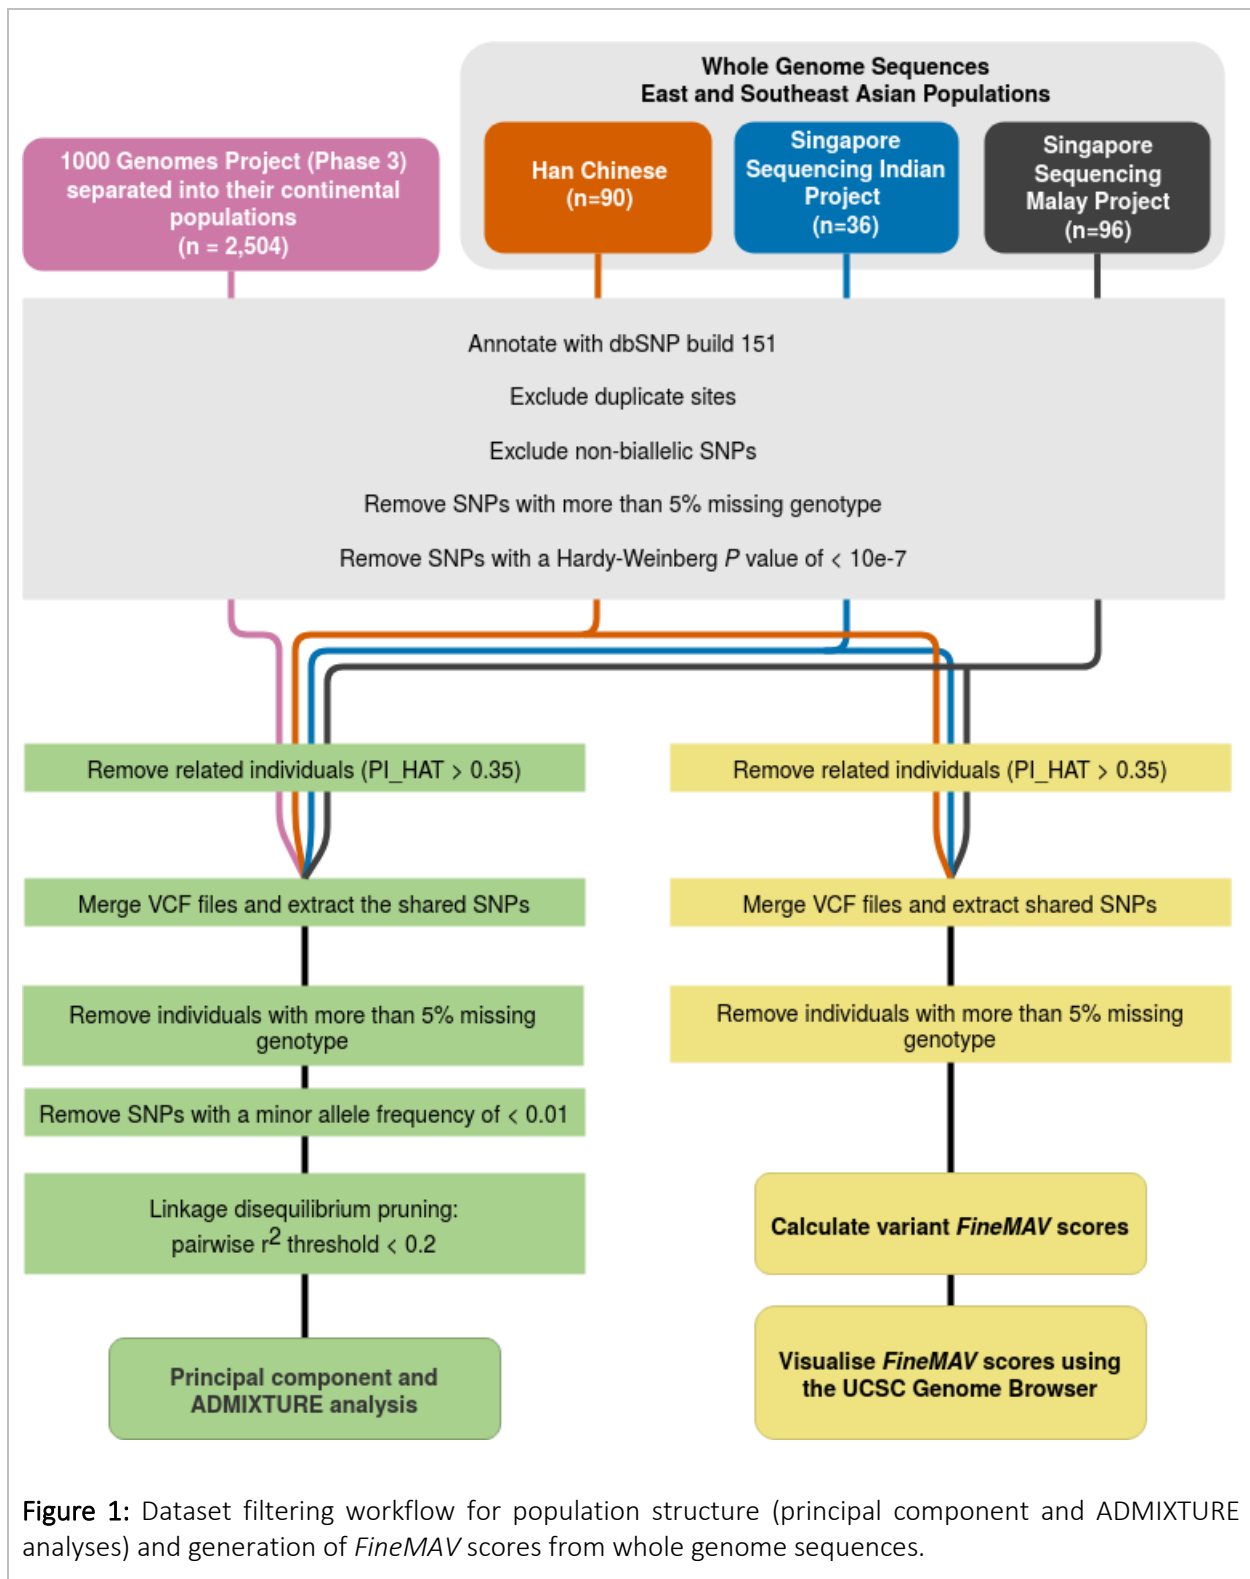 Whole Genome Sequences
East and Southeast Asian Populations
1000 Genomes Project (Phase 3)
separated into their continental
populations
(n = 2,504)
Han Chinese
(n=90)
Singapore
Sequencing Indian
Project
(n=36)
Singapore
Sequencing
Malay Project
(n=96)
Annotate with dbSNP build 151
Exclude duplicate sites
Exclude non-biallelic SNPs
Remove SNPs with more than 5% missing genotype
Remove SNPs with a Hardy-Weinberg P value of < 10e-7
Remove related individuals (PI_HAT > 0.35)
Merge VCF files and extract the shared SNPs
Remove individuals with more than 5% missing
genotype
Remove SNPs with a minor allele frequency of < 0.01
Linkage disequilibrium pruning:
pairwise r² threshold < 0.2
Principal component and
ADMIXTURE analysis
Remove related individuals (PI_HAT > 0.35)
Merge VCF files and extract shared SNPs
Remove individuals with more than 5% missing
genotype
Calculate variant FineMAV scores
Visualise FineMAV scores using
the UCSC Genome Browser
Figure 1: Dataset filtering workflow for population structure (principal component and ADMIXTURE
analyses) and generation of FineMAV scores from whole genome sequences.